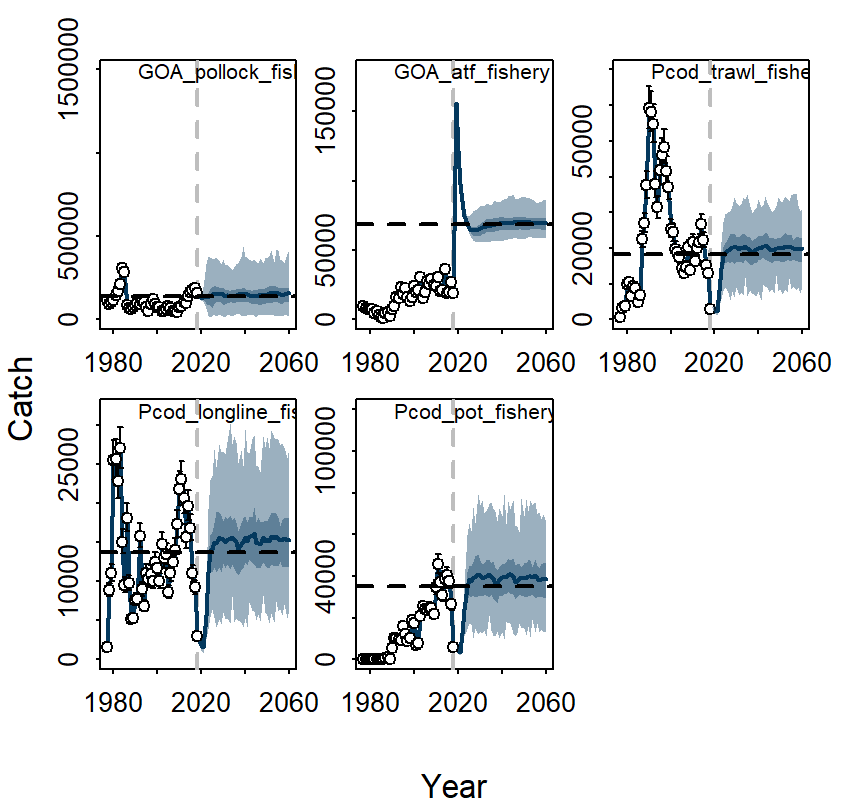 GOA_pollock_fis
GOA_atf_fishery
Pcod_trawl_fishe
0
500000
1500000
0
50000
150000
0
20000
50000
1980 2020 2060
1980 2020 2060
1980 2020 2060
Catch
Pcod_longline_fis
Pcod_pot_fishery
0
10000
25000
0
40000
100000
1980 2020 2060
1980 2020 2060
Year